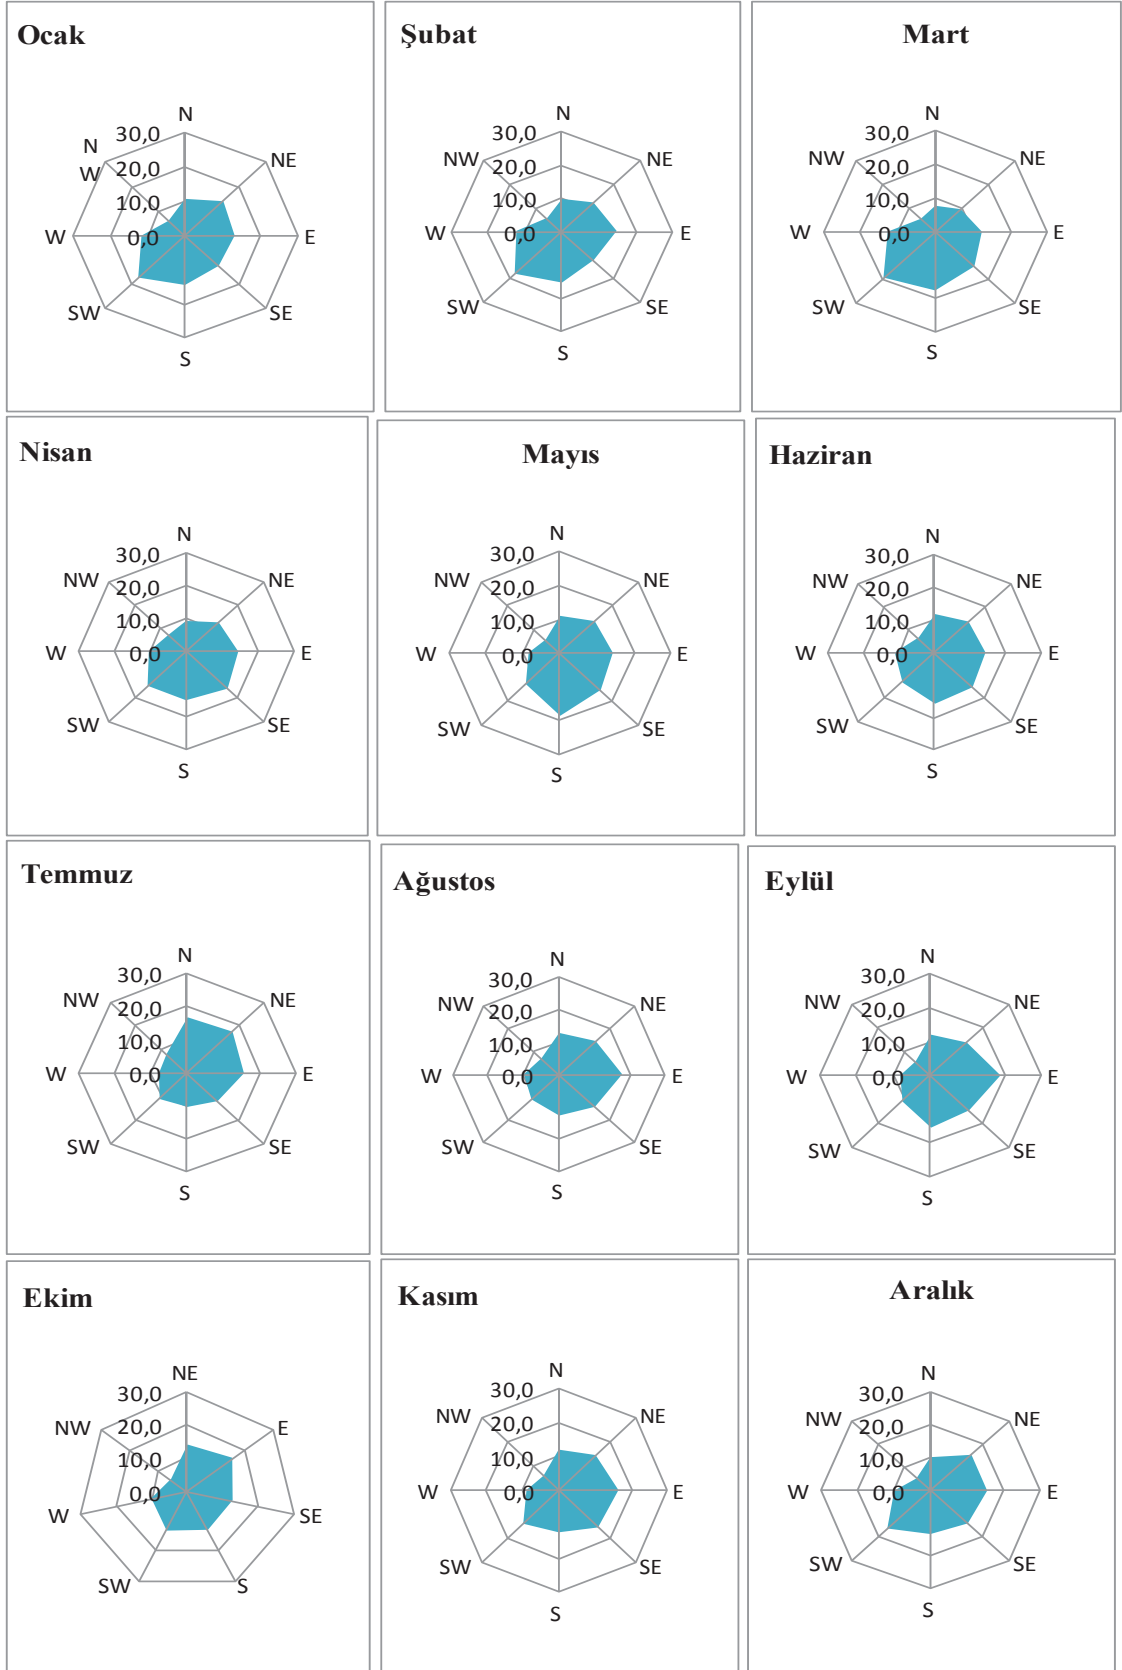 Ocak
N
30,0
N
W
20,0
NE
10,0
W
0,0
E
SW
SE
S
Şubat
N
30,0
NW
20,0
NE
10,0
W
0,0
E
SW
SE
S
Mart
N
30,0
NW
20,0
NE
10,0
W
0,0
E
SW
SE
S
Nisan
N
30,0
NW
20,0
NE
10,0
W
0,0
E
SW
SE
S
Mayıs
N
30,0
NW
20,0
NE
10,0
W
0,0
E
SW
SE
S
Haziran
N
30,0
NW
20,0
NE
10,0
W
0,0
E
SW
SE
S
Temmuz
N
30,0
NW
20,0
NE
10,0
W
0,0
E
SW
SE
S
Ağustos
N
30,0
NW
20,0
NE
10,0
W
0,0
E
SW
SE
S
Eylül
N
30,0
NW
20,0
NE
10,0
W
0,0
E
SW
SE
S
Ekim
NE
30,0
NW
20,0
E
10,0
0,0
W
SE
SW
S
Kasım
N
30,0
NW
20,0
NE
10,0
W
0,0
E
SW
SE
S
Aralık
N
30,0
NW
20,0
NE
10,0
W
0,0
E
SW
SE
S